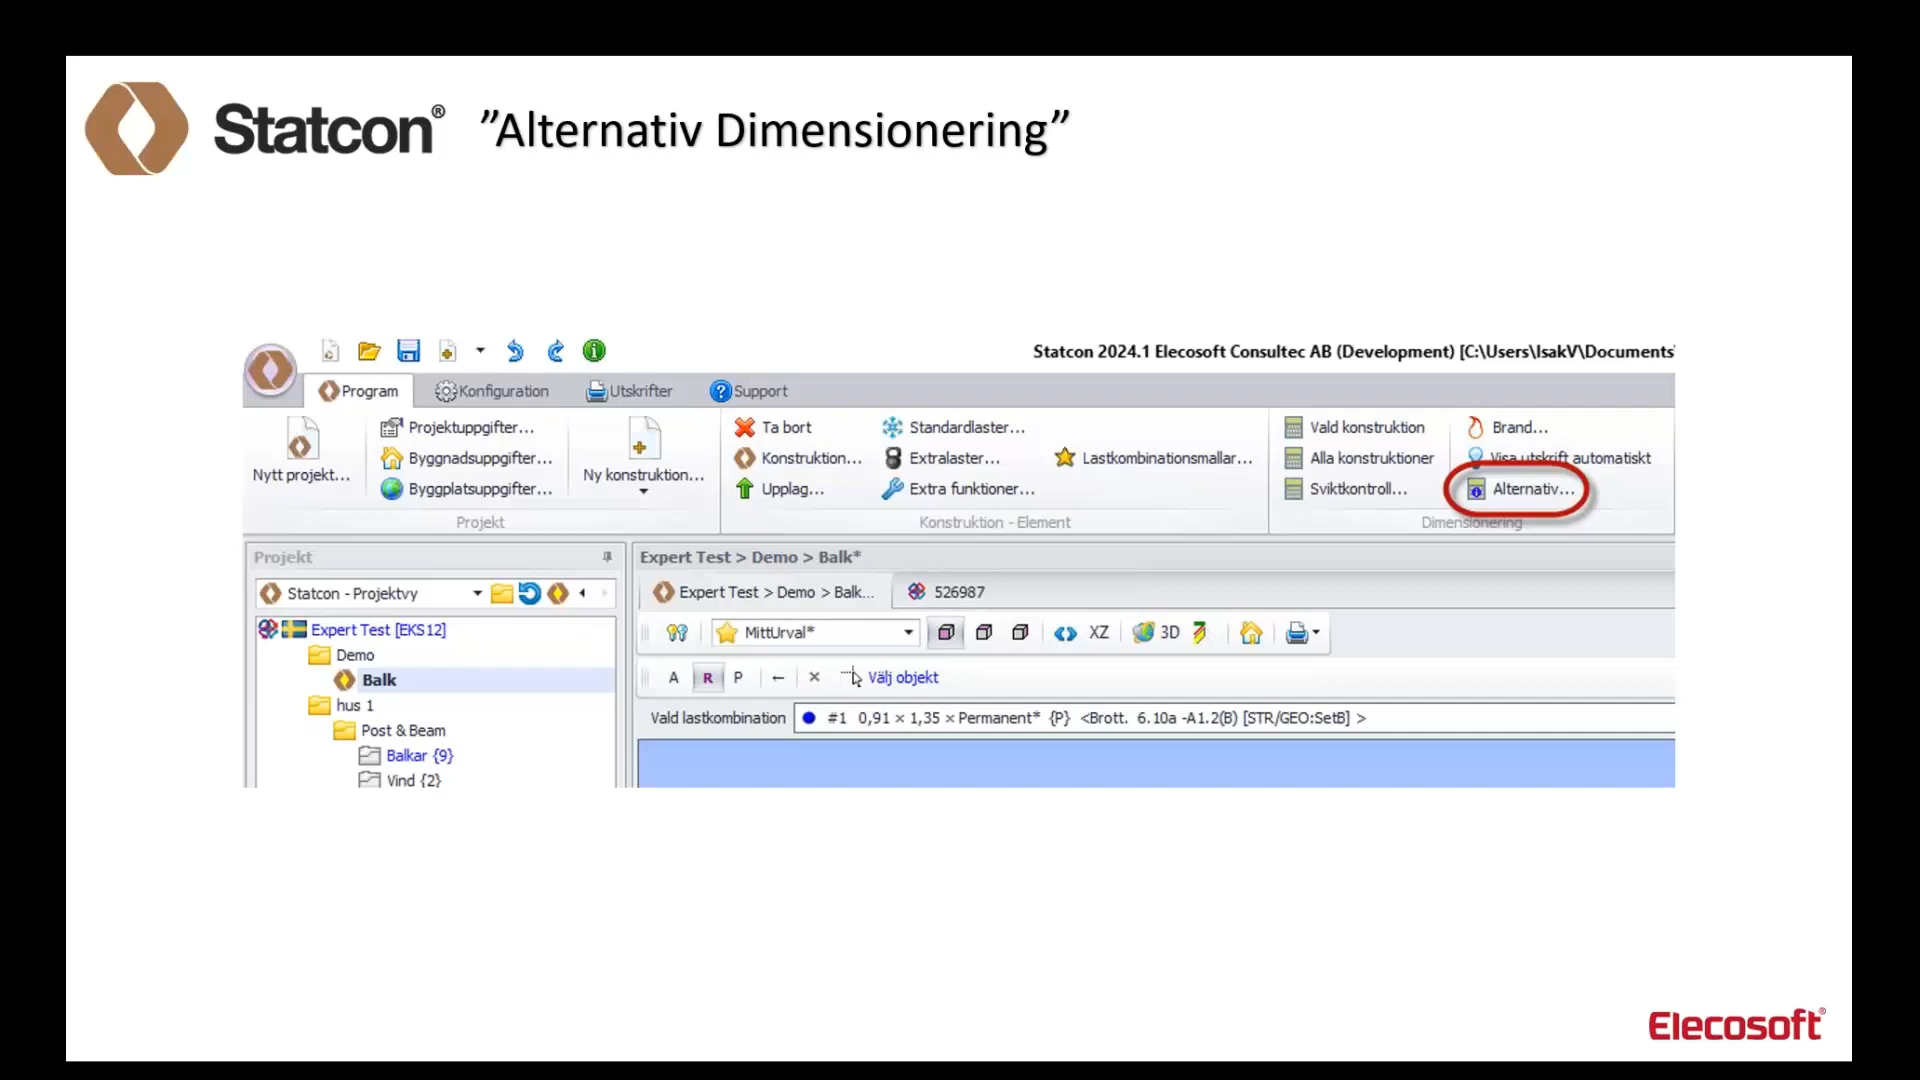 Statcon® ”Alternativ Dimensionering”
Statcon 2024.1 Elecosoft Consultec AB (Development) [C:\Users\IsakV\Documents\
Program Konfiguration Utskrifter Support
Nytt projekt...
Projektuppgifter...
Byggnadsuppgifter...
Byggplatsuppgifter...
Projekt
Ny konstruktion...
Ta bort
Konstruktion...
Upplag...
Standardlaster...
Extralaster...
Extra funktioner...
Lastkombinationsmallar...
Konstruktion - Element
Vald konstruktion
Alla konstruktioner
Sviktkontroll...
Brand...
Visa utskrift automatiskt
Alternativ...
Dimensionering
Projekt
Statcon - Projektvy
Expert Test [EKS12]
Demo
Balk
hus 1
Post & Beam
Balkar {9}
Vind {2}
Expert Test > Demo > Balk*
Expert Test > Demo > Balk... 526987
MittUrval* XZ 3D
A R P Välj objekt
Vald lastkombination #1 0,91 × 1,35 × Permanent* {P} <Brott. 6.10a -A1.2(B) [STR/GEO:SetB] >
Elecosoft®